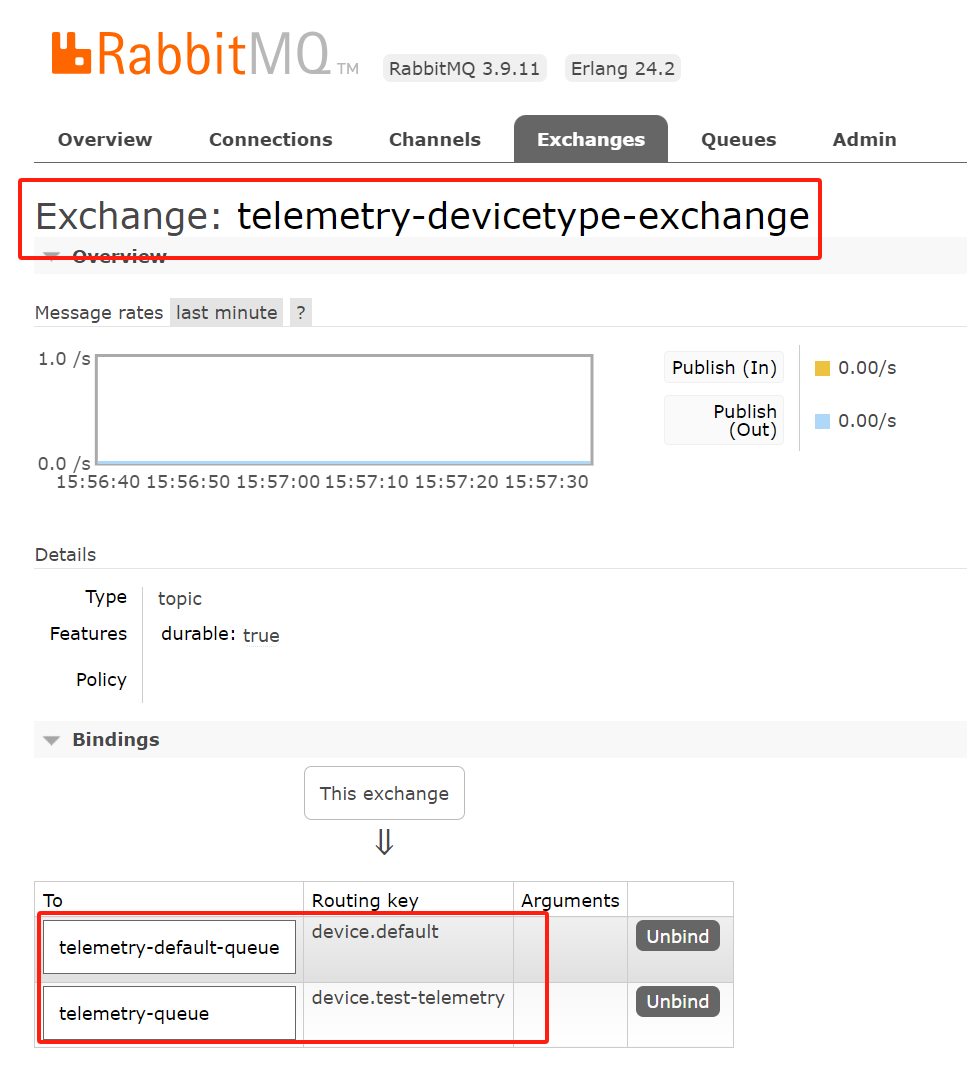 RabbitMQ TM RabbitMQ 3.9.11 Erlang 24.2
Overview Connections Channels Exchanges Queues Admin
Exchange: telemetry-devicetype-exchange
Overview
Message rates last minute ?
1.0 /s
0.0 /s
15:56:40 15:56:50 15:57:00 15:57:10 15:57:20 15:57:30
Publish (In) 0.00/s
Publish
(Out) 0.00/s
Details
Type topic
Features durable: true
Policy
Bindings
This exchange
⇓
To Routing key Arguments
telemetry-default-queue device.default Unbind
telemetry-queue device.test-telemetry Unbind